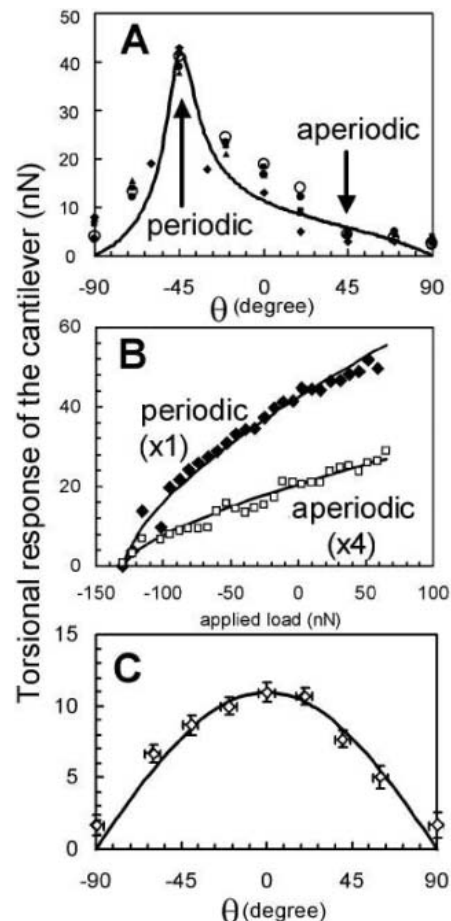 Torsional response of the cantilever (nN)
A
50
40
30
20
10
0
periodic
aperiodic
-90 -45 0 45 90
θ (degree)
B
60
40
20
0
periodic
(x1)
aperiodic
(x4)
-150 -100 -50 0 50 100
applied load (nN)
C
15
10
5
0
-90 -45 0 45 90
θ (degree)